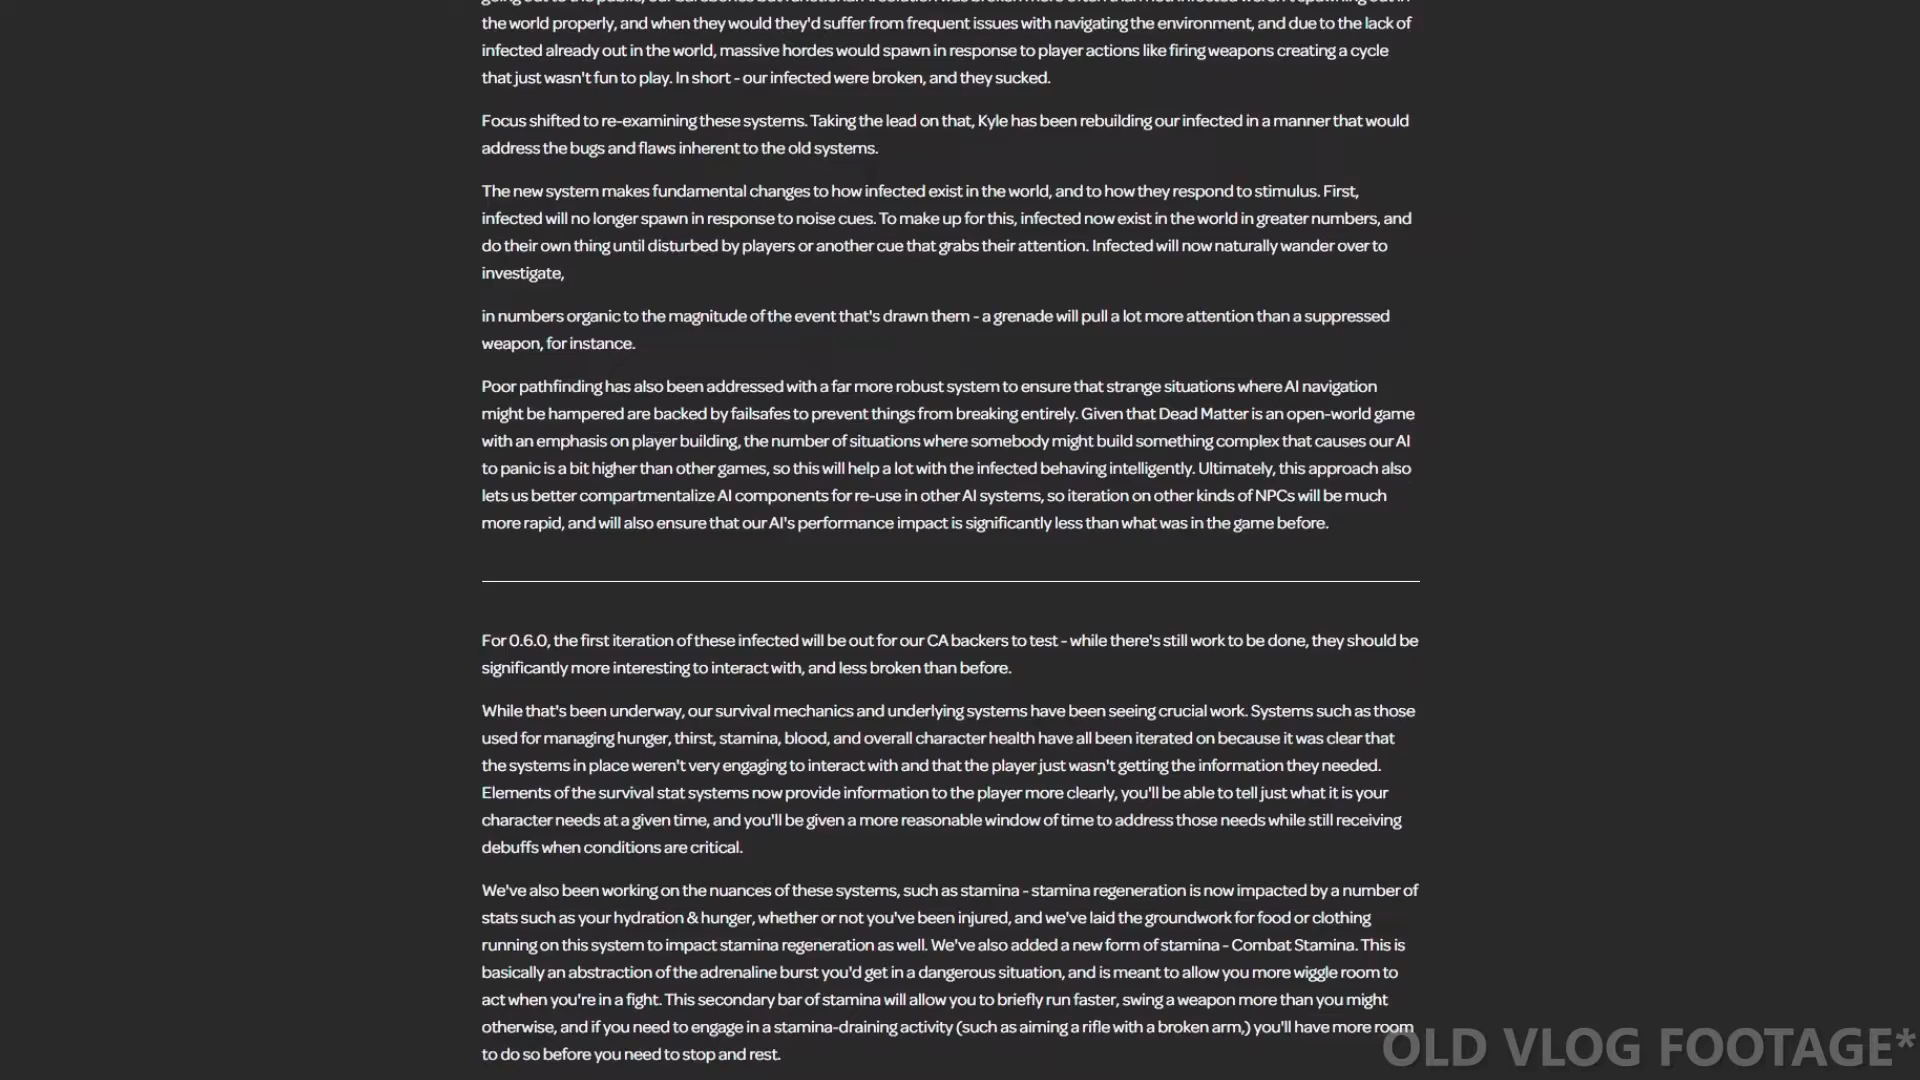 the world properly, and when they would they'd suffer from frequent issues with navigating the environment, and due to the lack of
infected already out in the world, massive hordes would spawn in response to player actions like firing weapons creating a cycle
that just wasn't fun to play. In short - our infected were broken, and they sucked.
Focus shifted to re-examining these systems. Taking the lead on that, Kyle has been rebuilding our infected in a manner that would
address the bugs and flaws inherent to the old systems.
The new system makes fundamental changes to how infected exist in the world, and to how they respond to stimulus. First,
infected will no longer spawn in response to noise cues. To make up for this, infected now exist in the world in greater numbers, and
do their own thing until disturbed by players or another cue that grabs their attention. Infected will now naturally wander over to
investigate,
in numbers organic to the magnitude of the event that's drawn them - a grenade will pull a lot more attention than a suppressed
weapon, for instance.
Poor pathfinding has also been addressed with a far more robust system to ensure that strange situations where AI navigation
might be hampered are backed by failsafes to prevent things from breaking entirely. Given that Dead Matter is an open-world game
with an emphasis on player building, the number of situations where somebody might build something complex that causes our AI
to panic is a bit higher than other games, so this will help a lot with the infected behaving intelligently. Ultimately, this approach also
lets us better compartmentalize AI components for re-use in other AI systems, so iteration on other kinds of NPCs will be much
more rapid, and will also ensure that our AI's performance impact is significantly less than what was in the game before.
For 0.6.0, the first iteration of these infected will be out for our CA backers to test - while there's still work to be done, they should be
significantly more interesting to interact with, and less broken than before.
While that's been underway, our survival mechanics and underlying systems have been seeing crucial work. Systems such as those
used for managing hunger, thirst, stamina, blood, and overall character health have all been iterated on because it was clear that
the systems in place weren't very engaging to interact with and that the player just wasn't getting the information they needed.
Elements of the survival stat systems now provide information to the player more clearly, you'll be able to tell just what it is your
character needs at a given time, and you'll be given a more reasonable window of time to address those needs while still receiving
debuffs when conditions are critical.
We've also been working on the nuances of these systems, such as stamina - stamina regeneration is now impacted by a number of
stats such as your hydration & hunger, whether or not you've been injured, and we've laid the groundwork for food or clothing
running on this system to impact stamina regeneration as well. We've also added a new form of stamina - Combat Stamina. This is
basically an abstraction of the adrenaline burst you'd get in a dangerous situation, and is meant to allow you more wiggle room to
act when you're in a fight. This secondary bar of stamina will allow you to briefly run faster, swing a weapon more than you might
otherwise, and if you need to engage in a stamina-draining activity (such as aiming a rifle with a broken arm,) you'll have more room
to do so before you need to stop and rest.
OLD VLOG FOOTAGE*